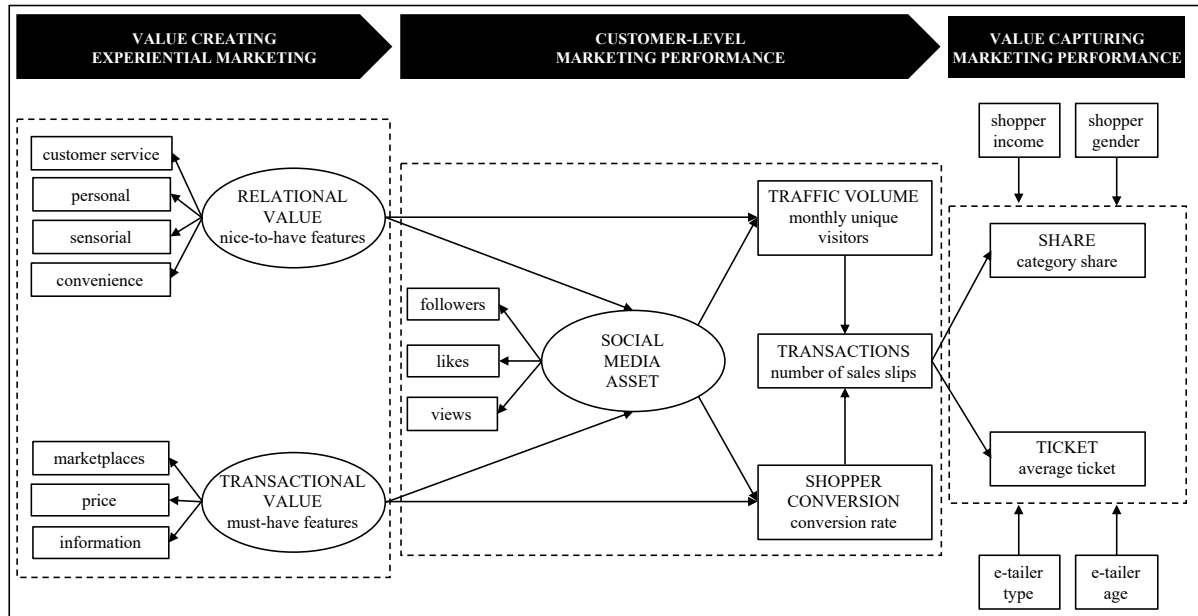 VALUE CREATING
EXPERIENTIAL MARKETING
CUSTOMER-LEVEL
MARKETING PERFORMANCE
VALUE CAPTURING
MARKETING PERFORMANCE
customer service
personal
sensorial
convenience
RELATIONAL
VALUE
nice-to-have features
marketplaces
price
information
TRANSACTIONAL
VALUE
must-have features
followers
likes
views
SOCIAL
MEDIA
ASSET
TRAFFIC VOLUME
monthly unique
visitors
TRANSACTIONS
number of sales slips
SHOPPER
CONVERSION
conversion rate
shopper
income
shopper
gender
SHARE
category share
TICKET
average ticket
e-tailer
type
e-tailer
age